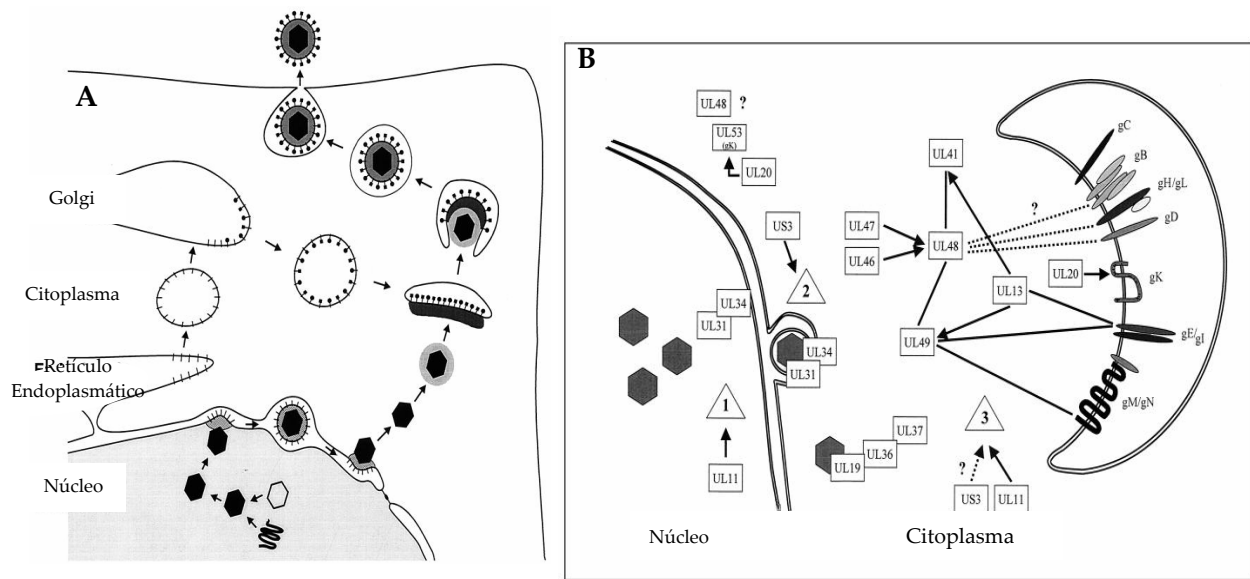 A
Golgi
Citoplasma
Retículo
Endoplasmático
Núcleo
B
UL48 ?
UL53
(gK)
UL20
US3
2
UL34
UL31
UL34
UL31
1
UL11
UL19
UL36
UL37
UL41
UL47
UL46
UL48
?
UL13
UL49
UL20
gC
gB
gH/gL
gD
gK
gE/
gI
gM/gN
3
?
US3
UL11
Núcleo
Citoplasma